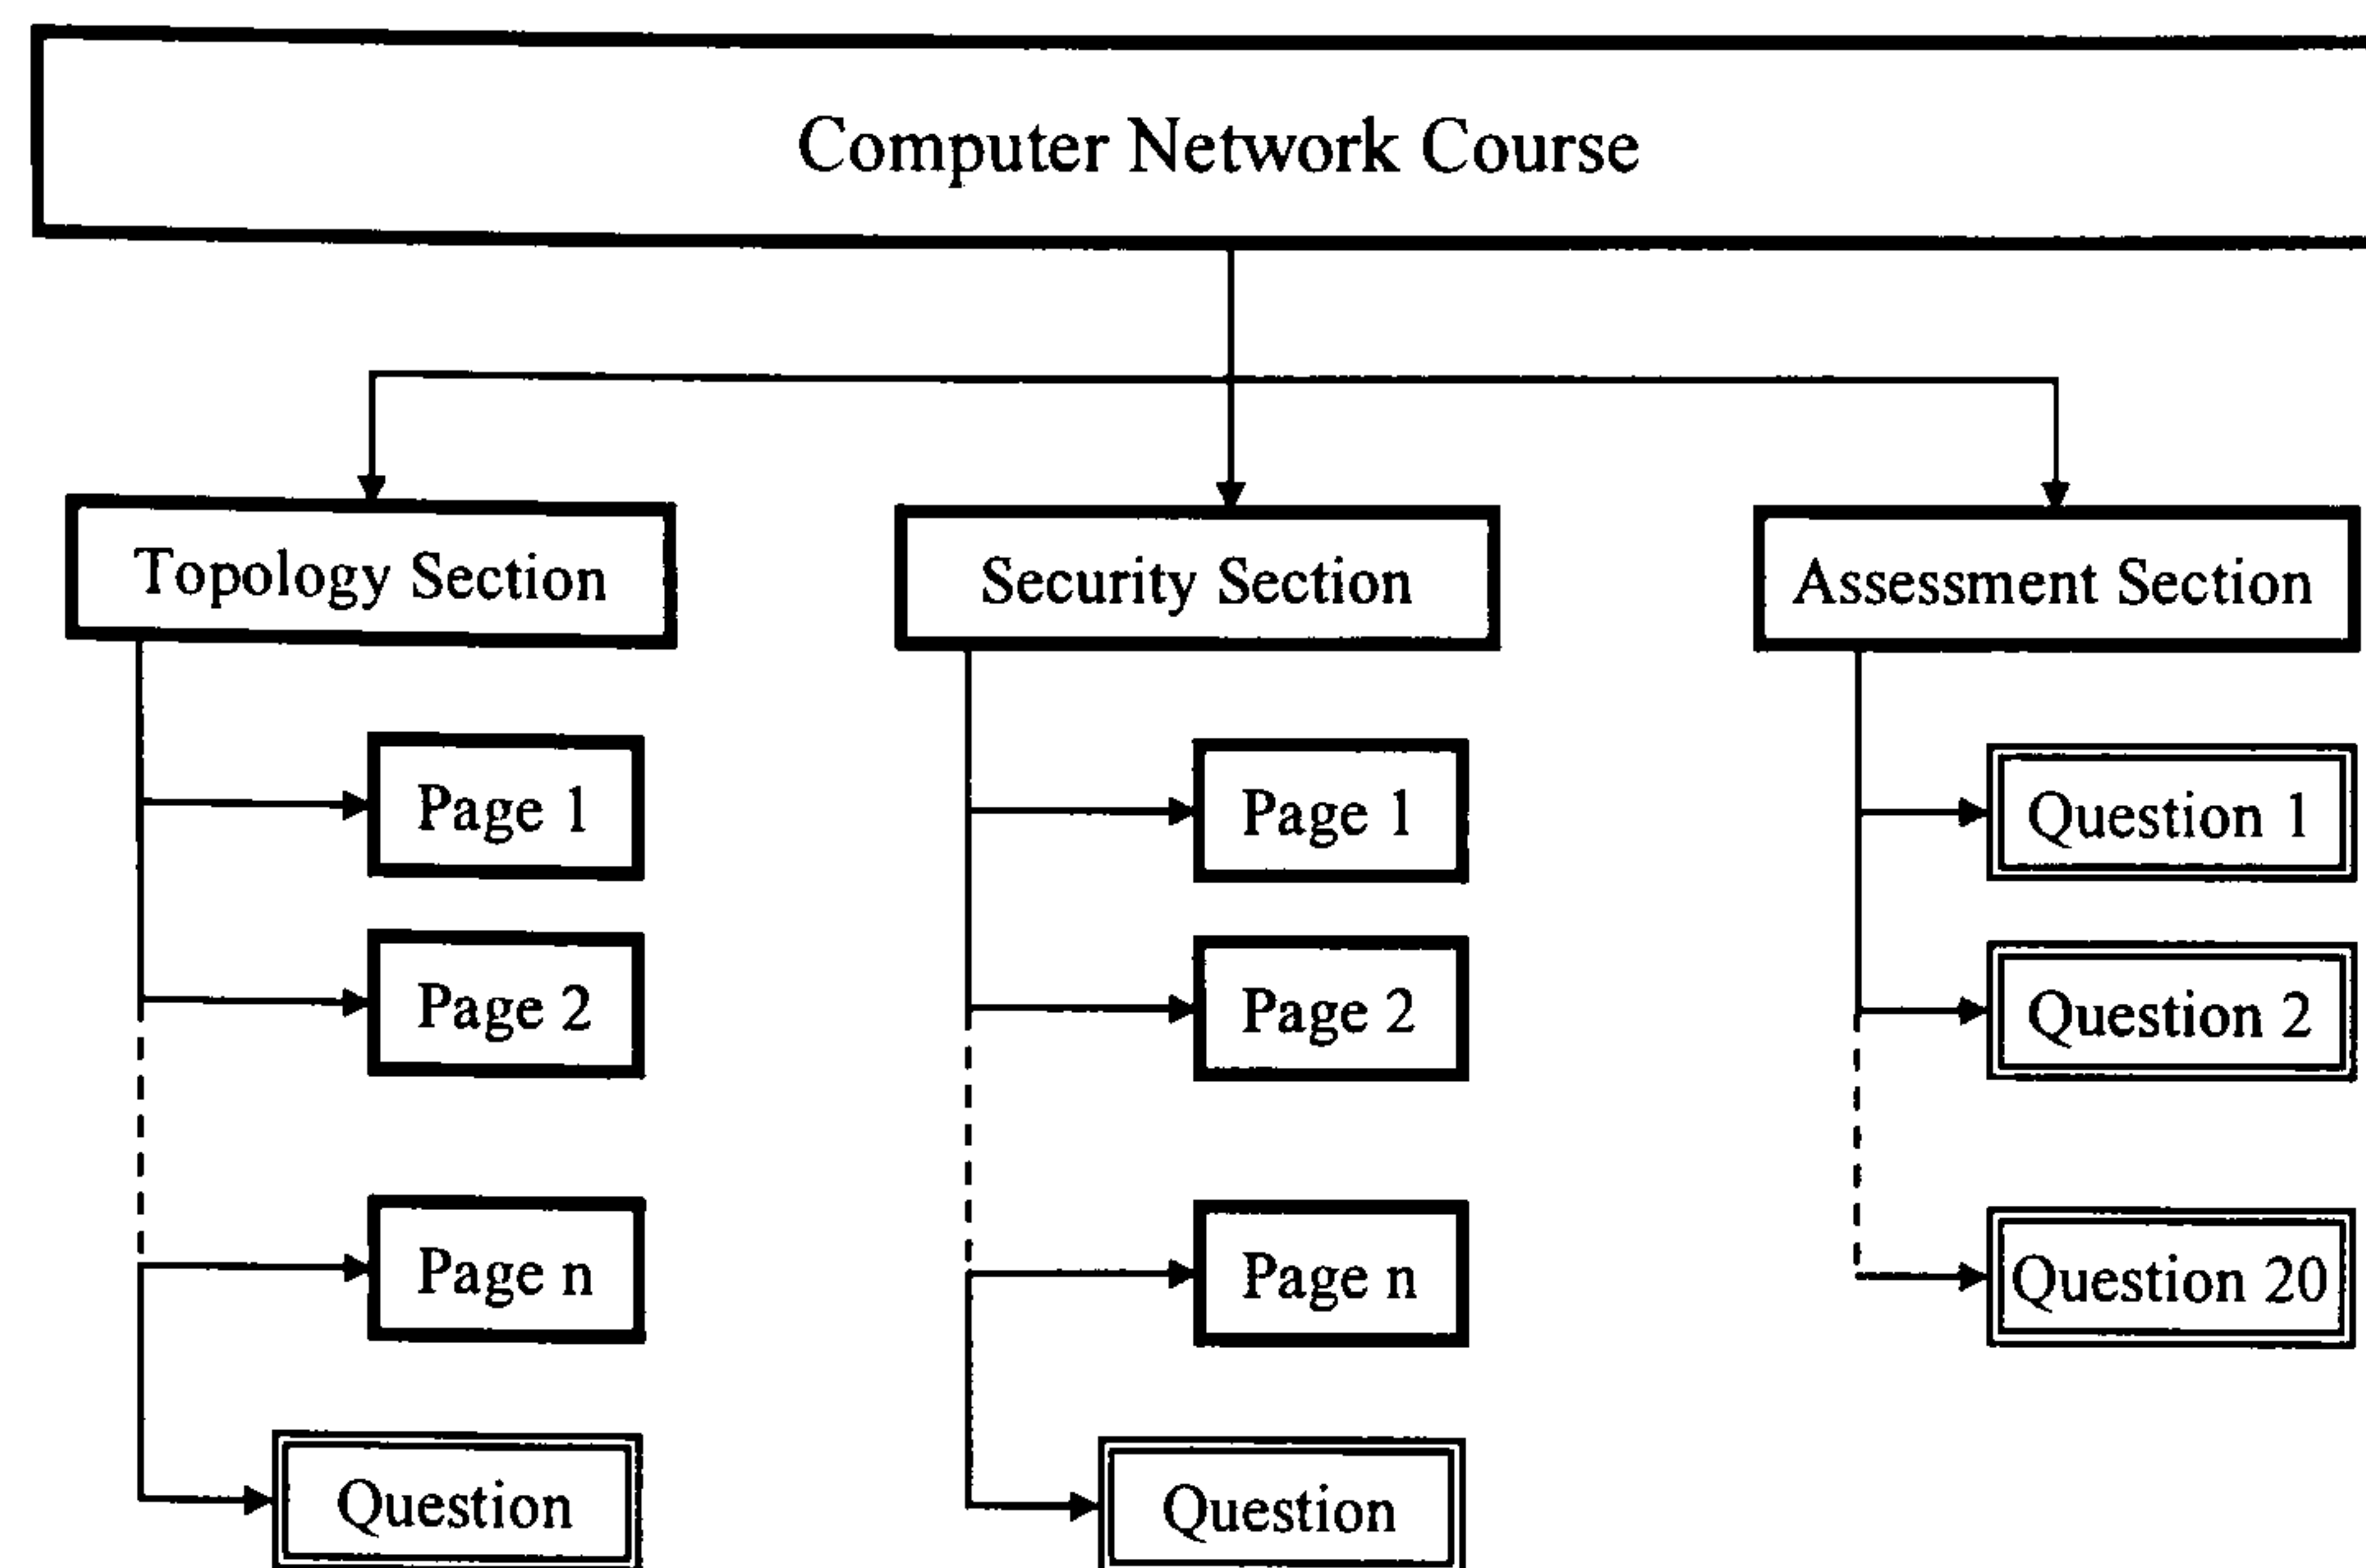 Computer Network Course
Topology Section
Security Section
Assessment Section
Page 1
Page 1
Question 1
Page 2
Page 2
Question 2
Page n
Page n
Question 20
Question
Question